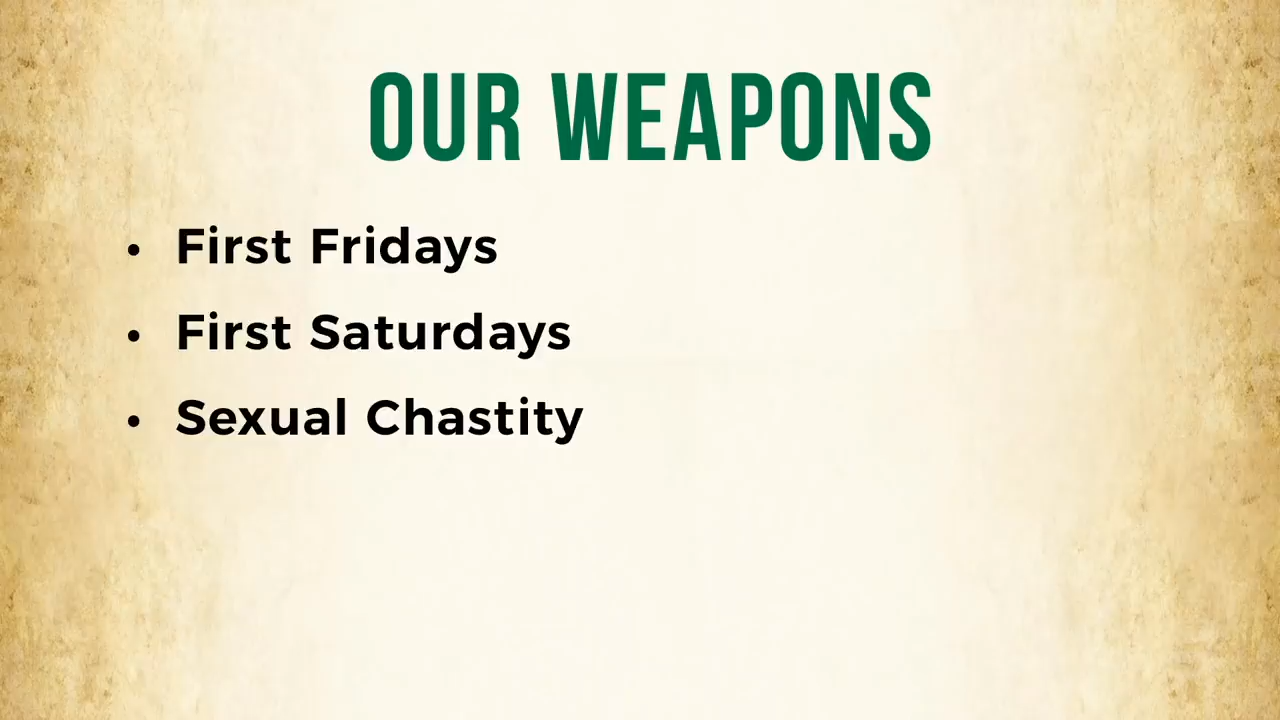 OUR WEAPONS
• First Fridays
• First Saturdays
• Sexual Chastity